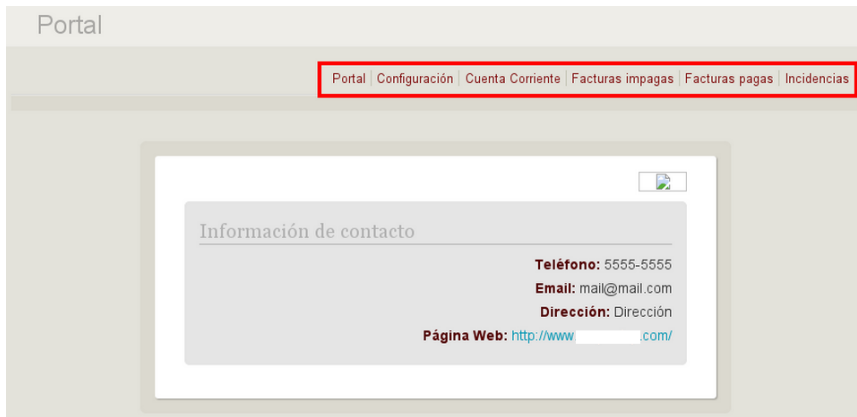 Portal
Portal | Configuración | Cuenta Corriente | Facturas impagas | Facturas pagas | Incidencias
Información de contacto
Teléfono: 5555-5555
Email: mail@mail.com
Dirección: Dirección
Página Web: http://www. .com/